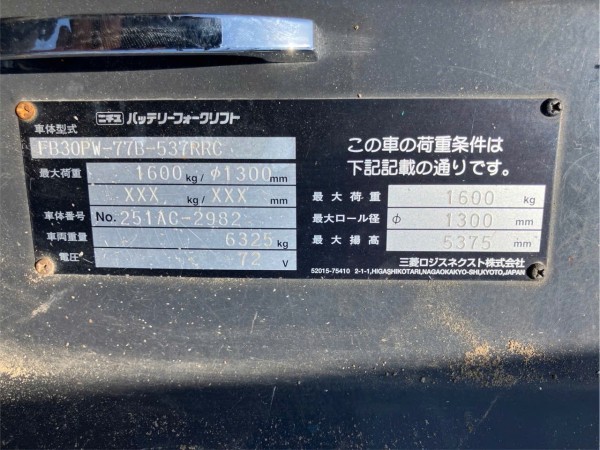 ニチユ バッテリーフォークリフト
車体型式
FB30PW-77B-537RRC
最大荷重 1600 kg/ φ1300 mm
XXX kg/ XXX mm
車体番号 No. 251AC-2982
車両重量 6325 kg
電圧 72 V
この車の荷重条件は
下記記載の通りです。
最大荷重 1600 kg
最大ロール径 φ 1300 mm
最大揚高 5375 mm
三菱ロジスネクスト株式会社
52015-75410 2-1-1,HIGASHIKOTARI,NAGAOKAKYO-SHI,KYOTO,JAPAN